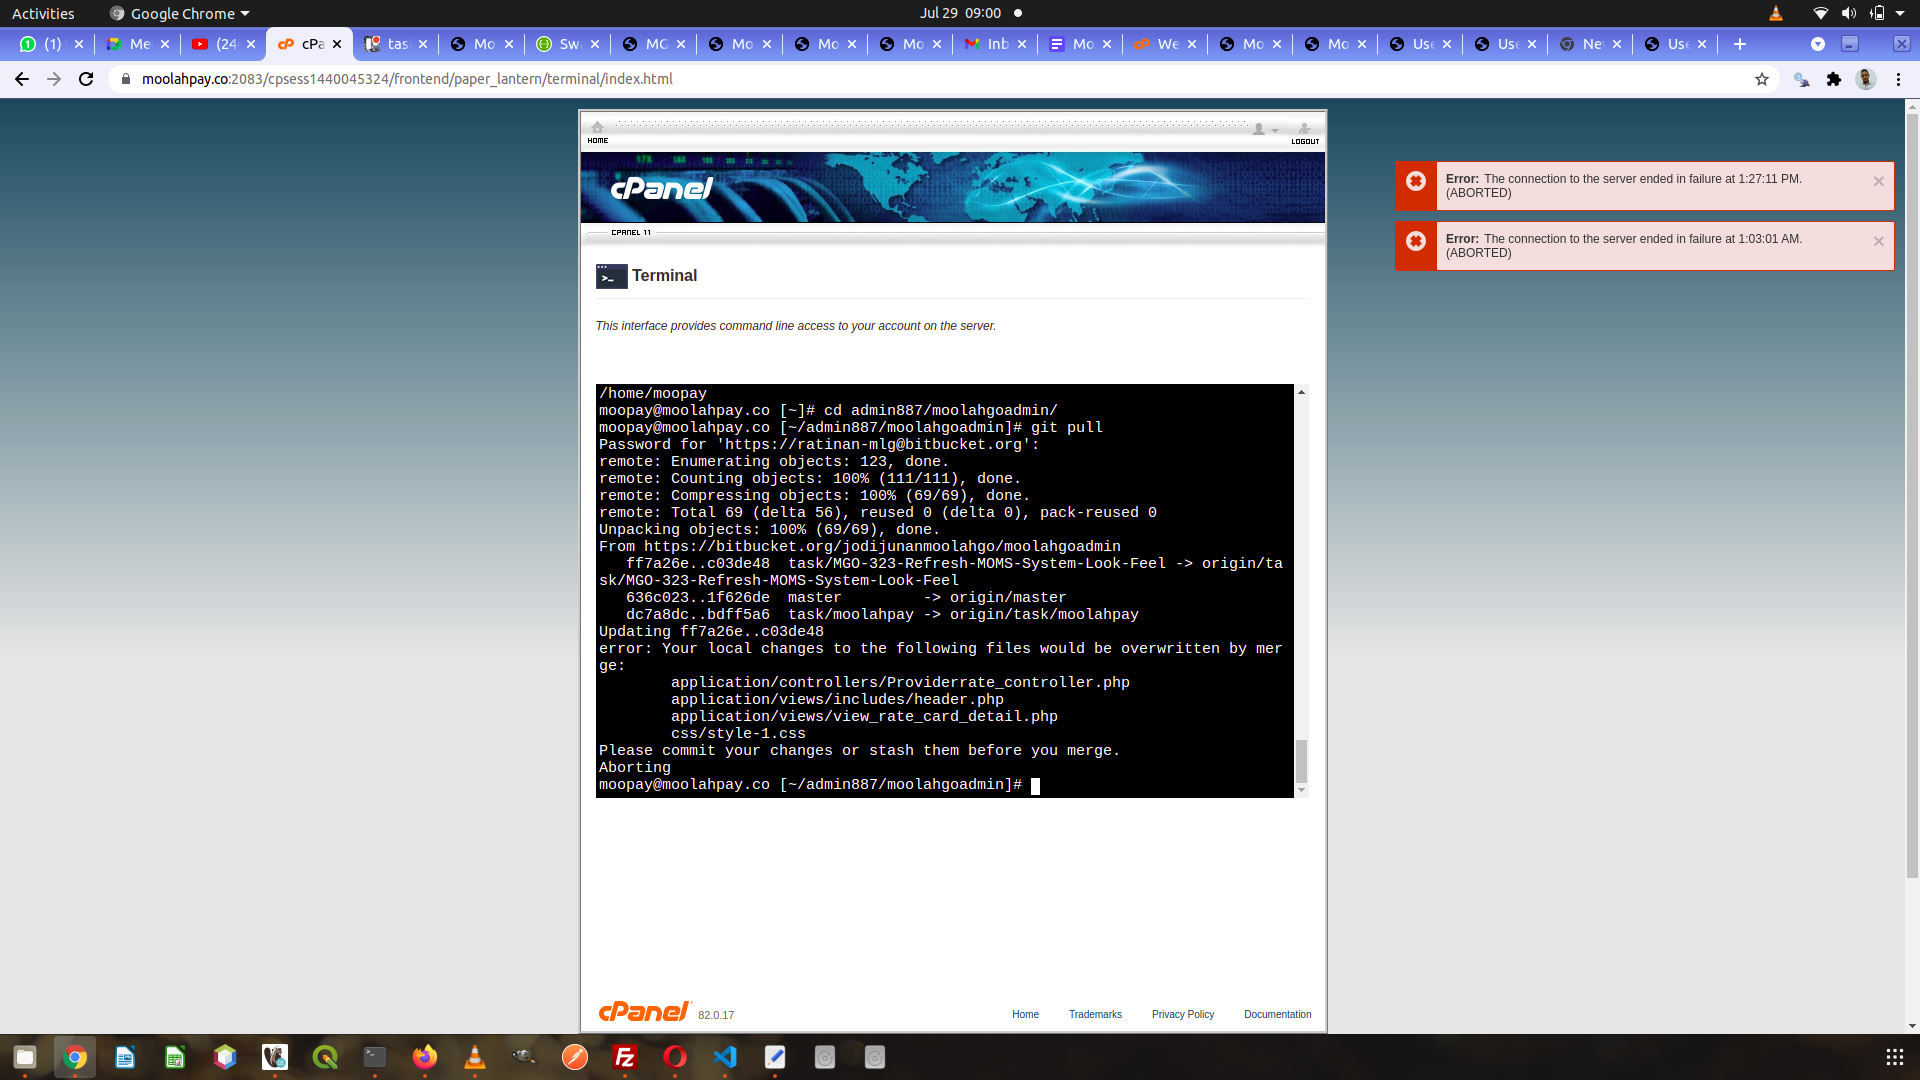 Activities
Google Chrome
Jul 29 09:00
(1)
Me
(24
cPa
tas
Mo
Swa
MG
Mo
Mo
Mo
Inb
Mo
We
Mo
Mo
Use
Use
Ne
Use
moolahpay.co:2083/cpsess1440045324/frontend/paper_lantern/terminal/index.html
HOME
LOGOUT
17X 16X
cPanel
CPANEL 11
Error: The connection to the server ended in failure at 1:27:11 PM.
(ABORTED)
Error: The connection to the server ended in failure at 1:03:01 AM.
(ABORTED)
>_
Terminal
This interface provides command line access to your account on the server.
/home/moopay
moopay@moolahpay.co [~]# cd admin887/moolahgoadmin/
moopay@moolahpay.co [~/admin887/moolahgoadmin]# git pull
Password for 'https://ratinan-mlg@bitbucket.org':
remote: Enumerating objects: 123, done.
remote: Counting objects: 100% (111/111), done.
remote: Compressing objects: 100% (69/69), done.
remote: Total 69 (delta 56), reused 0 (delta 0), pack-reused 0
Unpacking objects: 100% (69/69), done.
From https://bitbucket.org/jodijunanmoolahgo/moolahgoadmin
ff7a26e..c03de48  task/MGO-323-Refresh-MOMS-System-Look-Feel -> origin/ta
sk/MGO-323-Refresh-MOMS-System-Look-Feel
636c023..1f626de  master         -> origin/master
dc7a8dc..bdff5a6  task/moolahpay -> origin/task/moolahpay
Updating ff7a26e..c03de48
error: Your local changes to the following files would be overwritten by mer
ge:
application/controllers/Providerrate_controller.php
application/views/includes/header.php
application/views/view_rate_card_detail.php
css/style-1.css
Please commit your changes or stash them before you merge.
Aborting
moopay@moolahpay.co [~/admin887/moolahgoadmin]#
cPanel 82.0.17
Home
Trademarks
Privacy Policy
Documentation